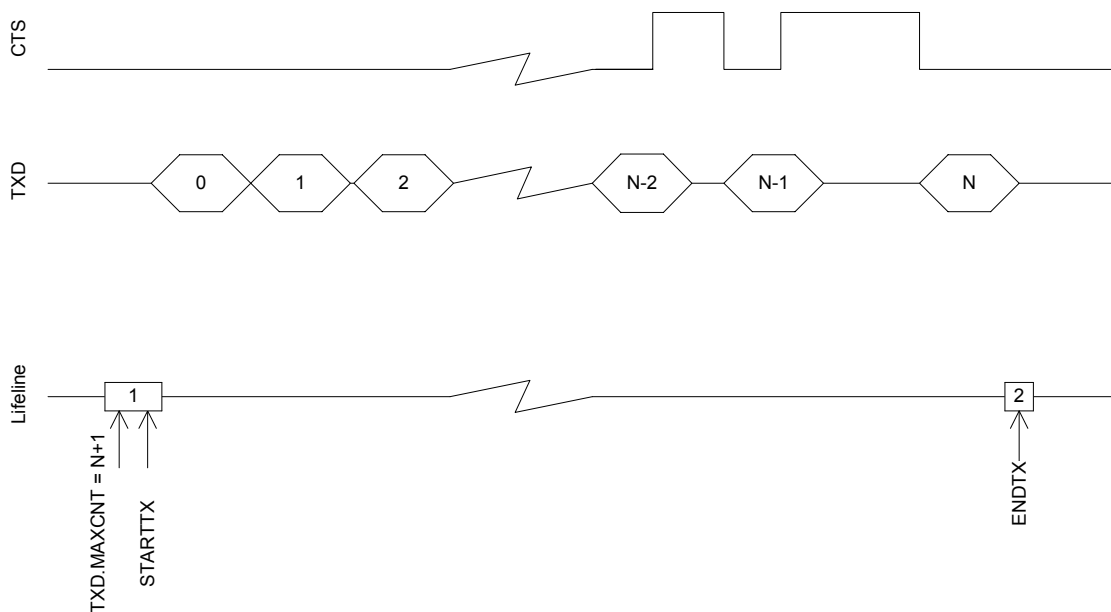 CTS
TXD
0
1
2
N-2
N-1
N
Lifeline
1
2
TXD.MAXCNT = N+1
STARTTX
ENDTX